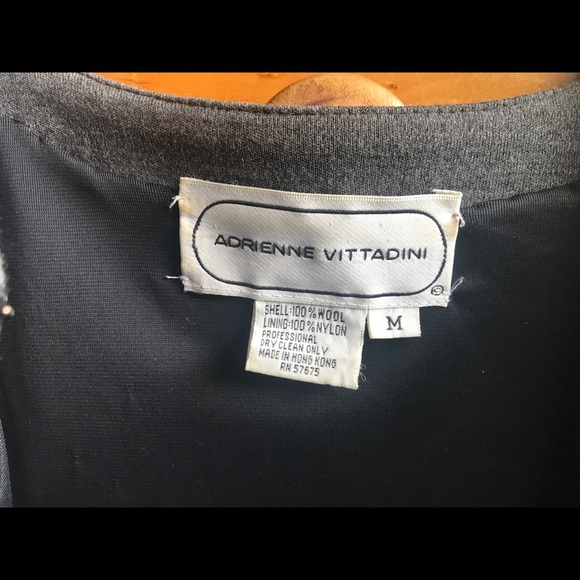 ADRIENNE VITTADINI
©
SHELL:100%WOOL
LINING:100%NYLON
PROFESSIONAL
DRY CLEAN ONLY
MADE IN HONG KONG
RN 57675
M